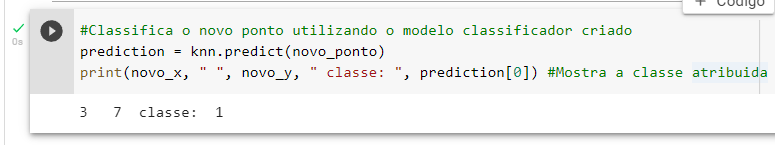 + Código
0s
#Classifica o novo ponto utilizando o modelo classificador criado
prediction = knn.predict(novo_ponto)
print(novo_x, " ", novo_y, " classe: ", prediction[0]) #Mostra a classe atribuida
3   7  classe:  1